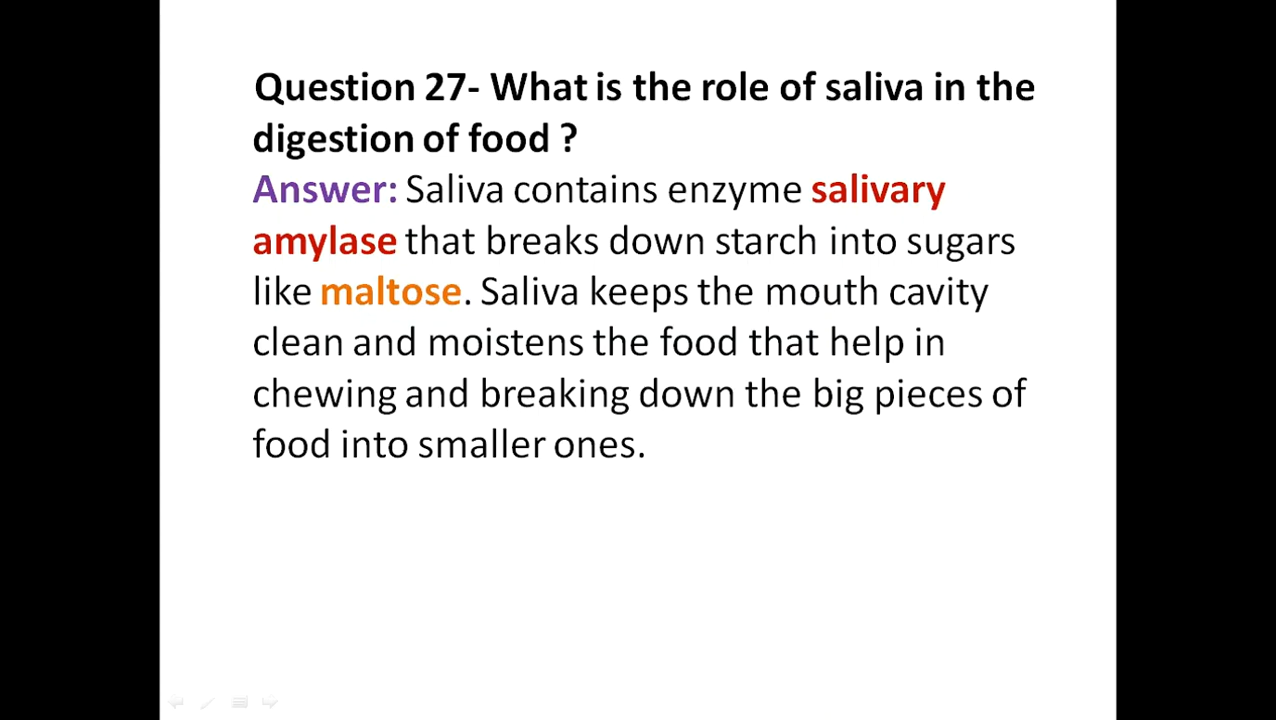 Question 27- What is the role of saliva in the
digestion of food ?
Answer: Saliva contains enzyme salivary
amylase that breaks down starch into sugars
like maltose. Saliva keeps the mouth cavity
clean and moistens the food that help in
chewing and breaking down the big pieces of
food into smaller ones.